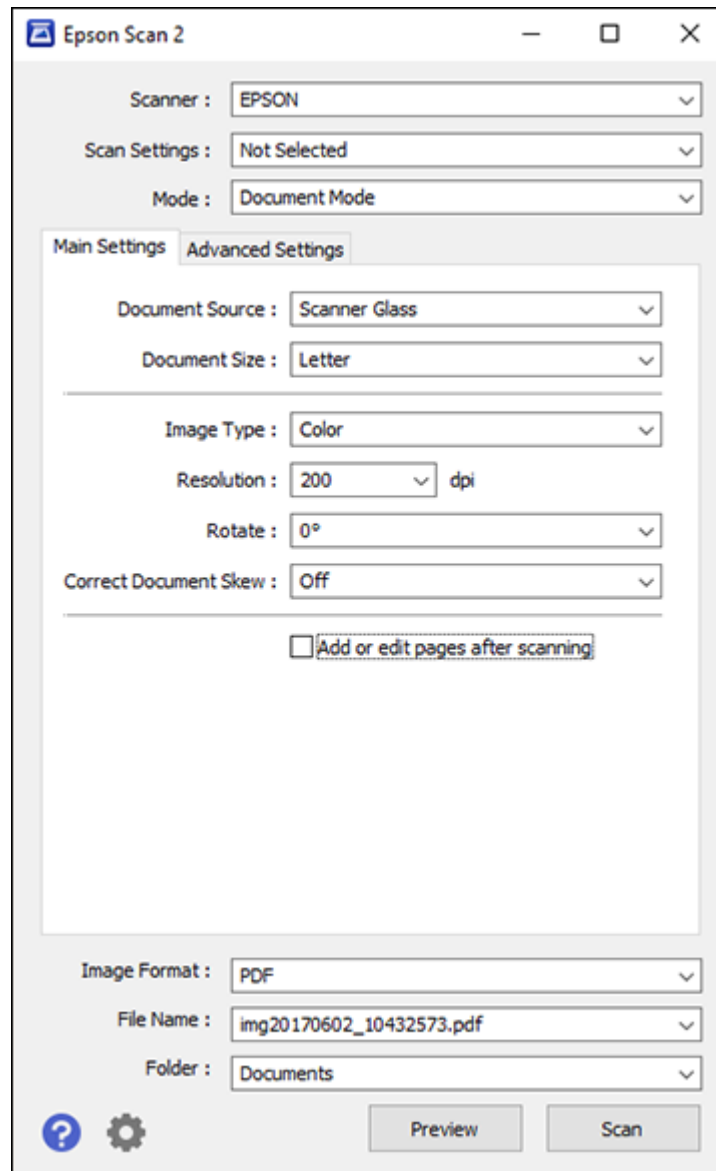 Epson Scan 2
Scanner : EPSON
Scan Settings : Not Selected
Mode : Document Mode
Main Settings Advanced Settings
Document Source : Scanner Glass
Document Size : Letter
Image Type : Color
Resolution : 200 dpi
Rotate : 0°
Correct Document Skew : Off
Add or edit pages after scanning
Image Format : PDF
File Name : img20170602_10432573.pdf
Folder : Documents
? Preview Scan